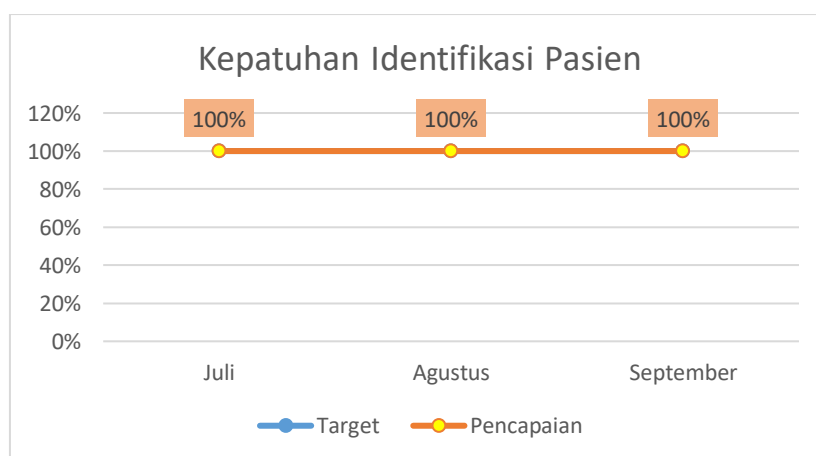 Kepatuhan Identifikasi Pasien
120%
100% 100% 100%
100%
80%
60%
40%
20%
0%
Juli Agustus September
Target Pencapaian